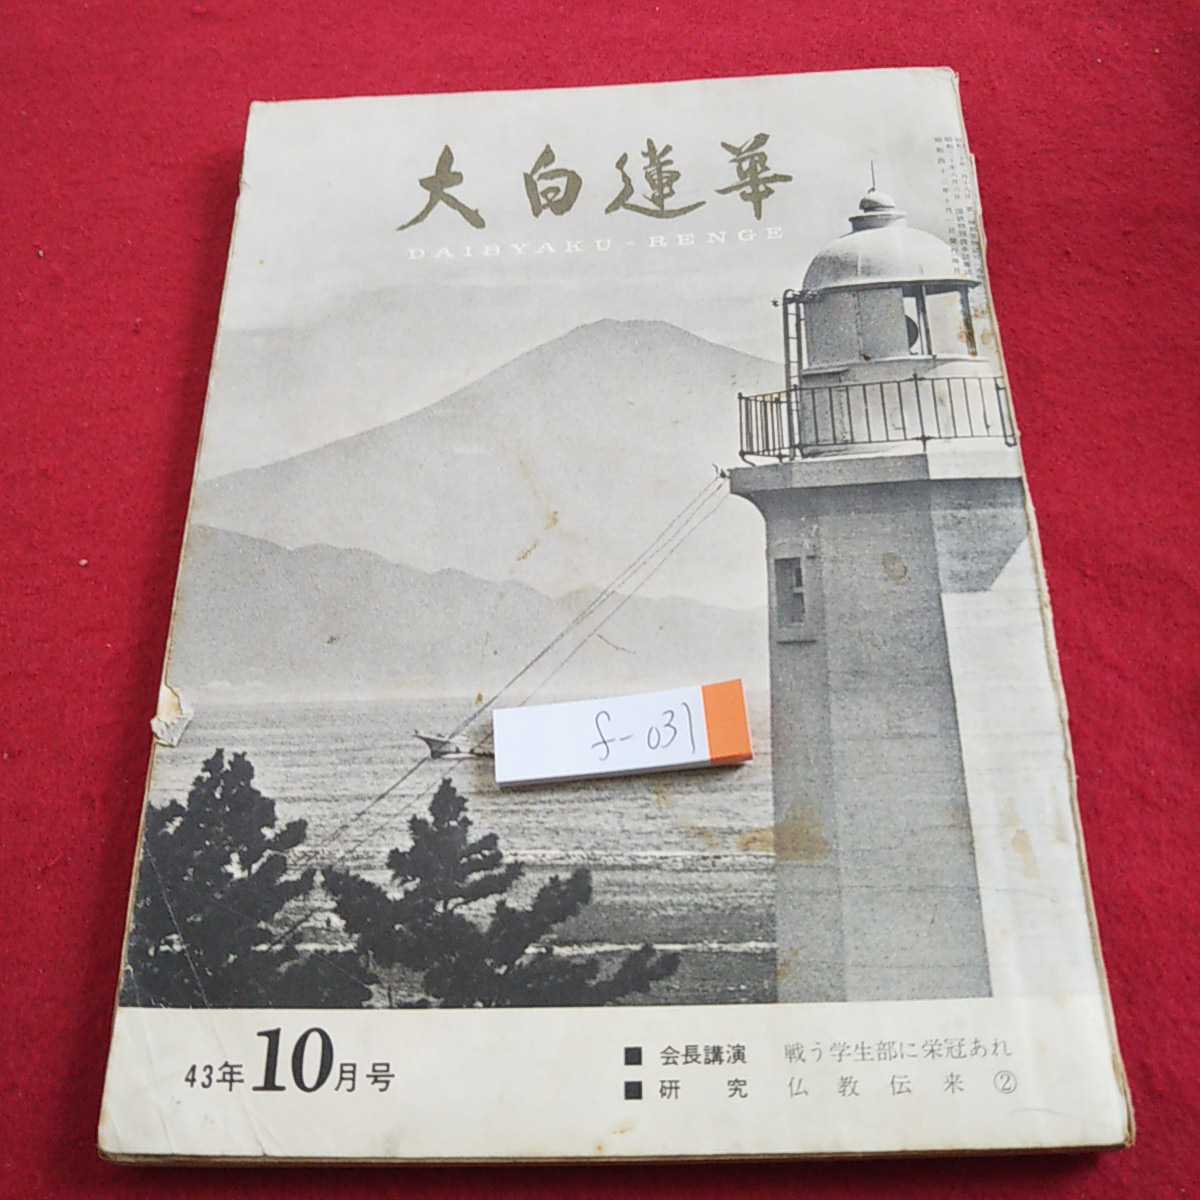 大白蓮華
DAIBYAKU-RENGE
f-031
43年10月号
■ 会長講演 戦う学生部に栄冠あれ
■ 研究 仏教伝来②